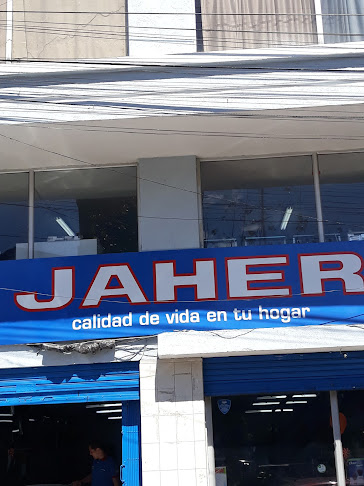 JAHER
calidad de vida en tu hogar